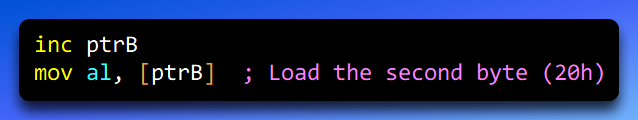 inc ptrB
mov al, [ptrB]  ; Load the second byte (20h)